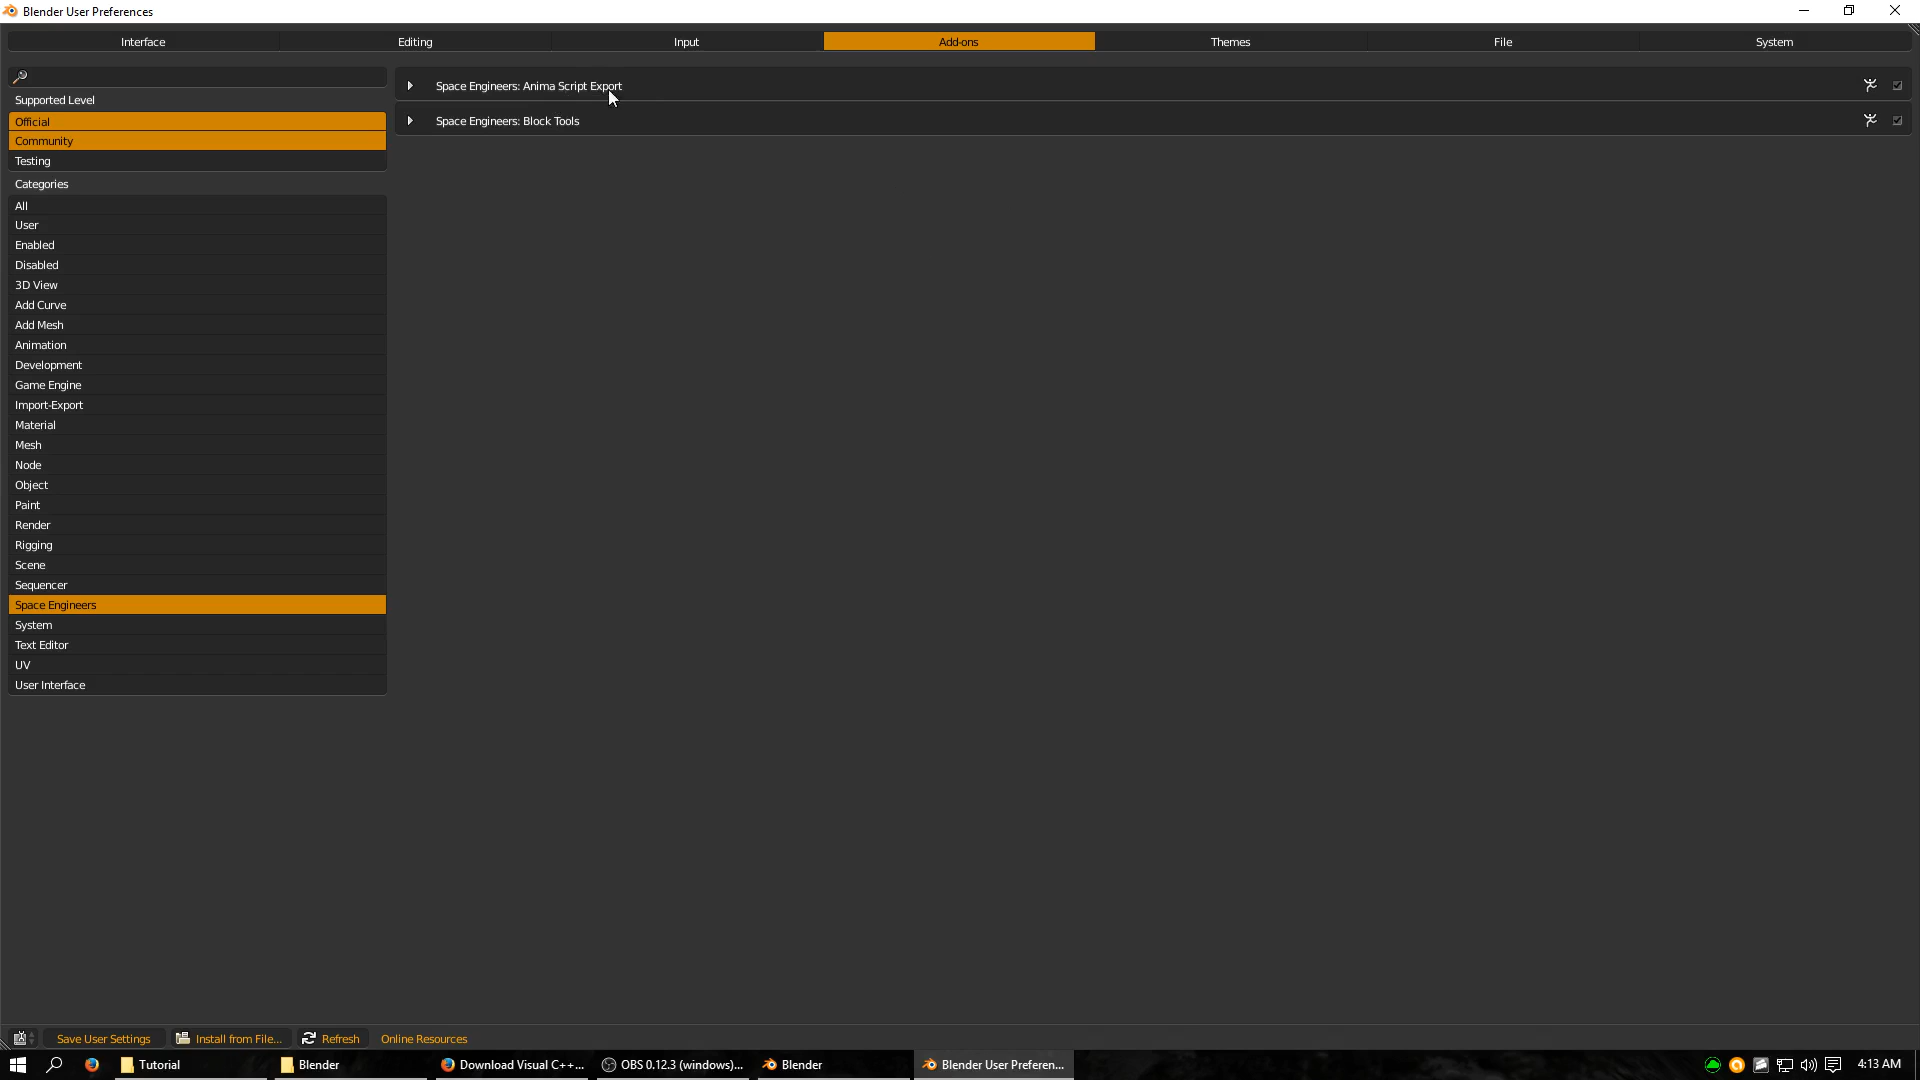 Blender User Preferences
Interface
Editing
Input
Add-ons
Themes
File
System
Supported Level
Official
Community
Testing
Categories
All
User
Enabled
Disabled
3D View
Add Curve
Add Mesh
Animation
Development
Game Engine
Import-Export
Material
Mesh
Node
Object
Paint
Render
Rigging
Scene
Sequencer
Space Engineers
System
Text Editor
UV
User Interface
Space Engineers: Anima Script Export
Space Engineers: Block Tools
Save User Settings
Install from File...
Refresh
Online Resources
Tutorial
Blender
Download Visual C++...
OBS 0.12.3 (windows)...
Blender
Blender User Preferen...
4:13 AM